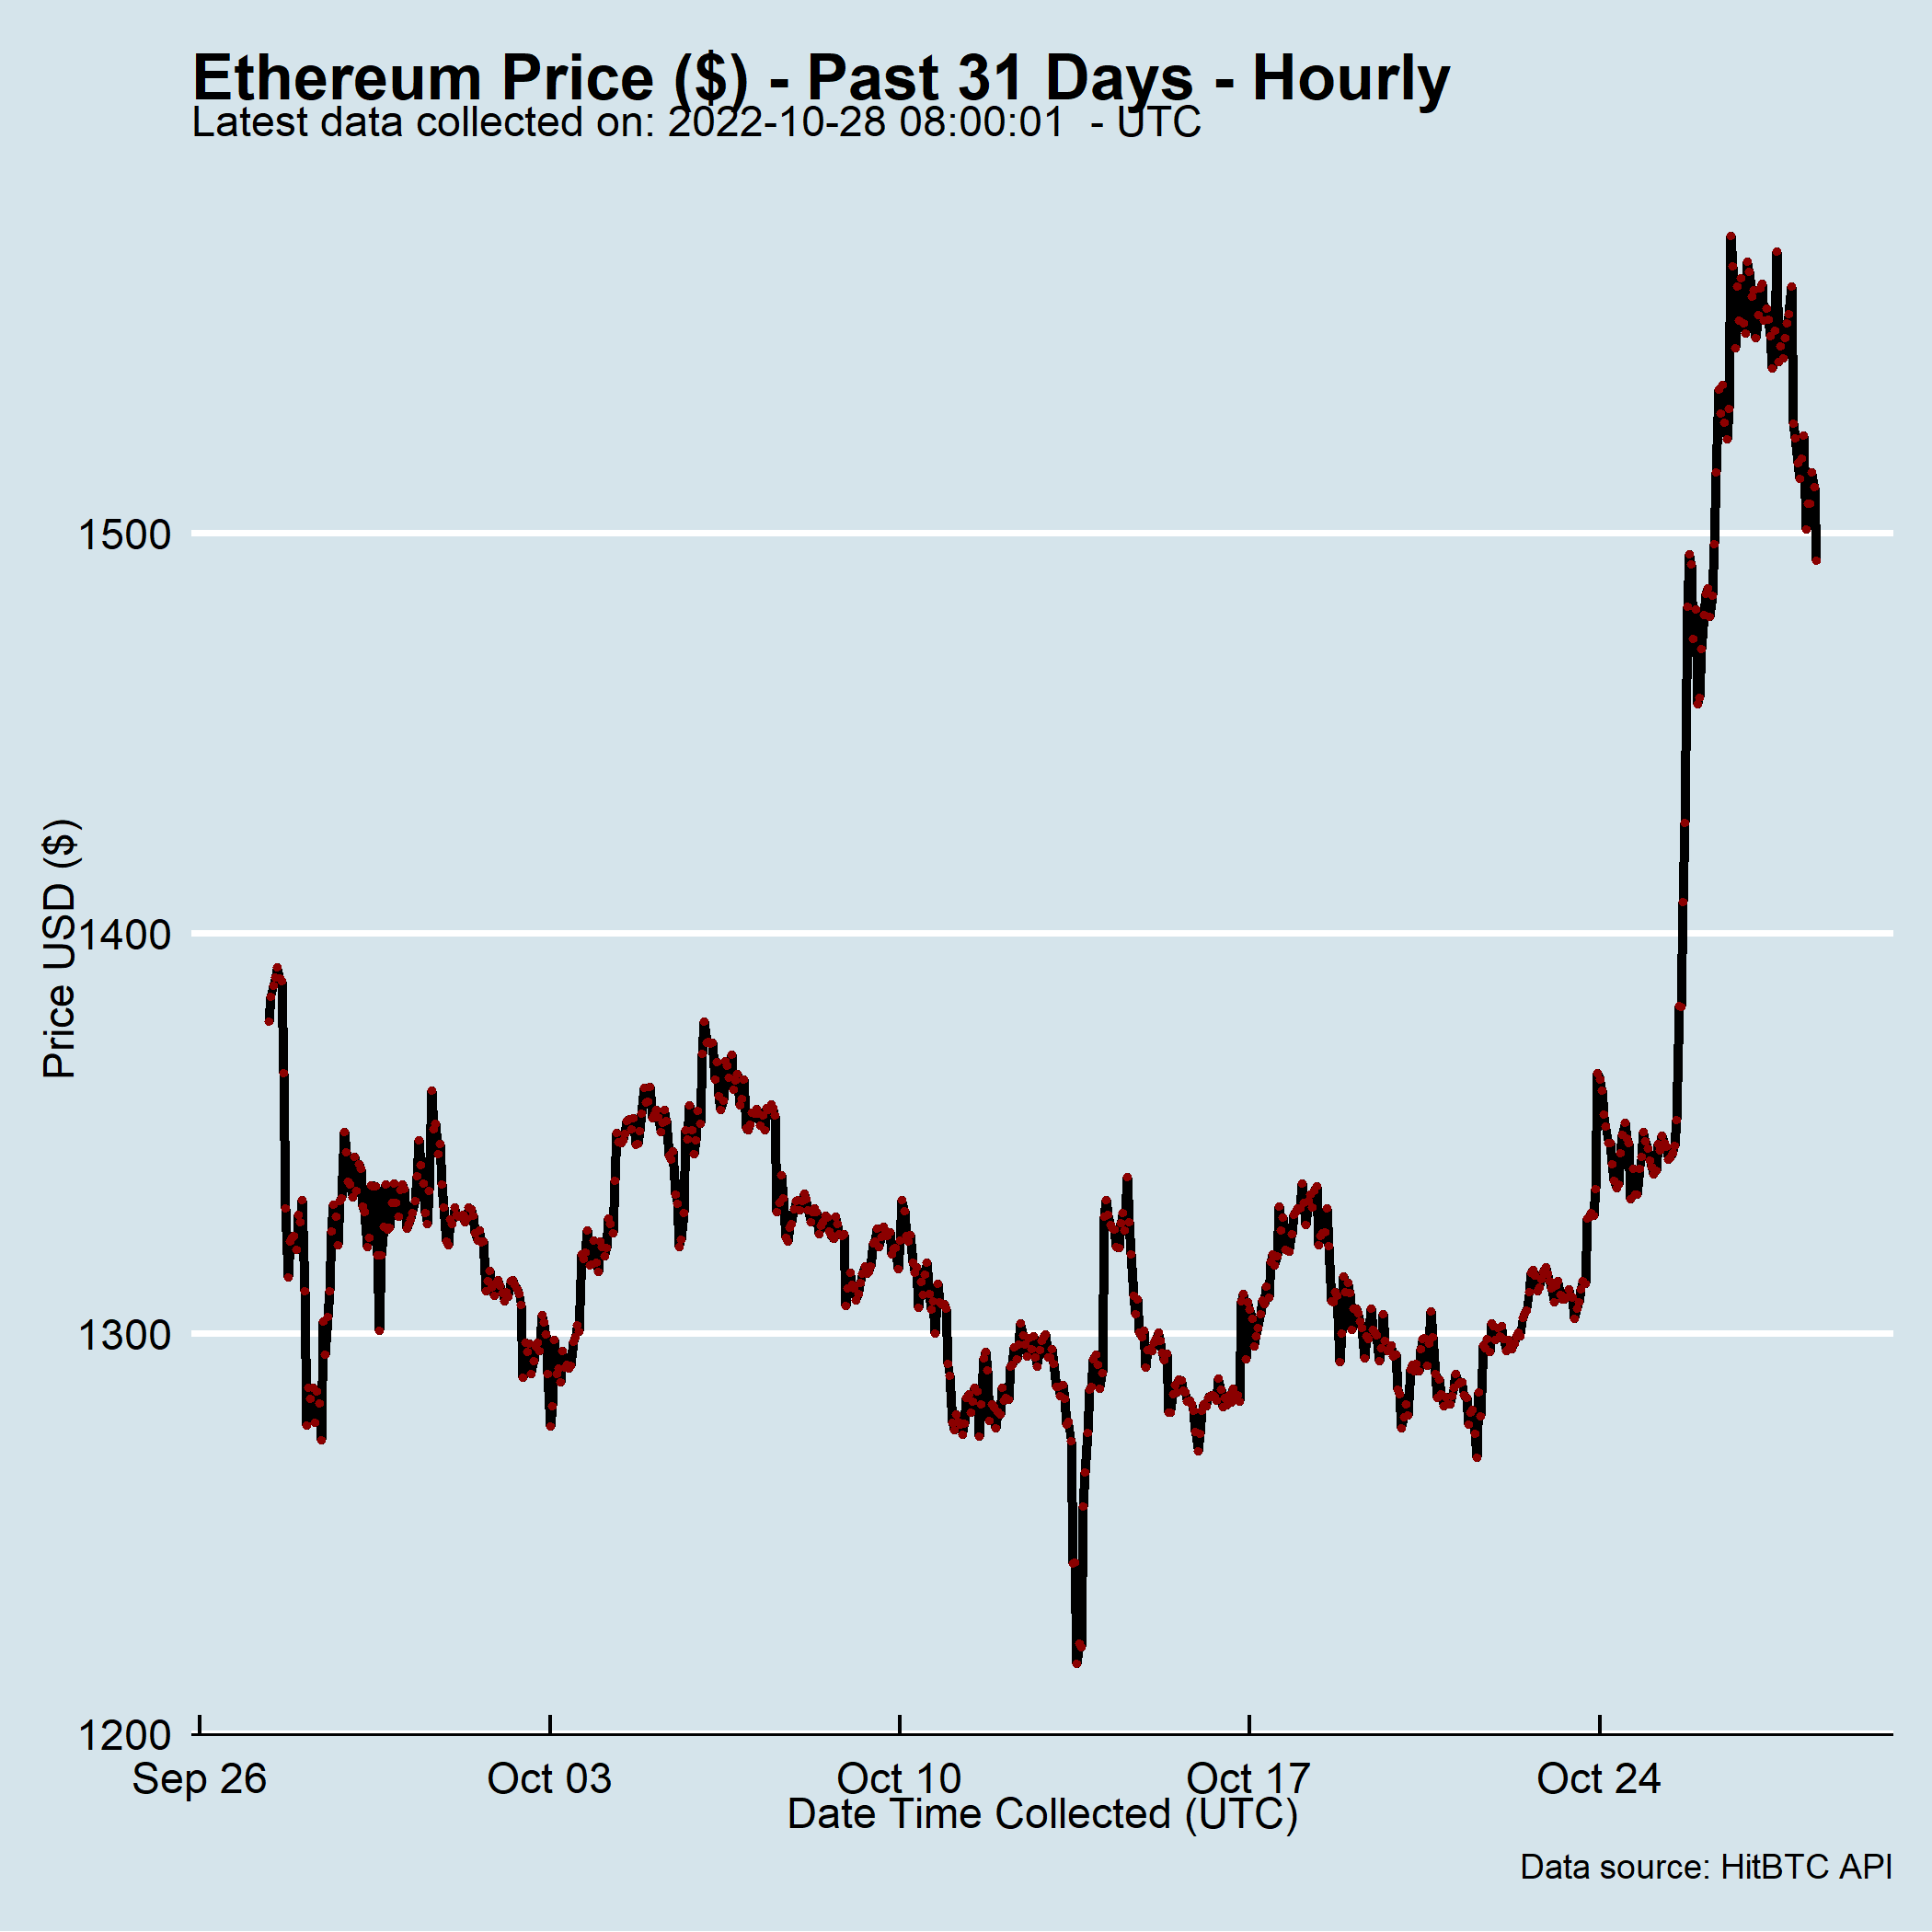 Ethereum Price ($) - Past 31 Days - Hourly
Latest data collected on: 2022-10-28 08:00:01  - UTC
Price USD ($)
1500
1400
1300
1200
Sep 26
Oct 03
Oct 10
Oct 17
Oct 24
Date Time Collected (UTC)
Data source: HitBTC API